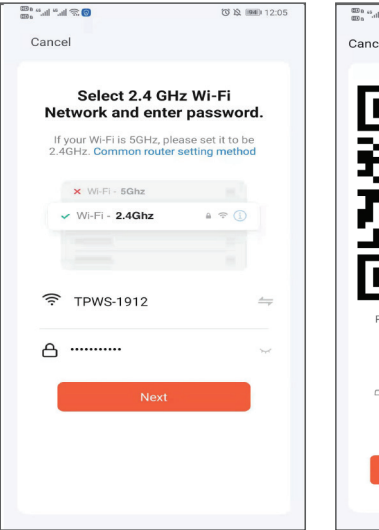 12:05
Cancel
Select 2.4 GHz Wi-Fi
Network and enter password.
If your Wi-Fi is 5GHz, please set it to be
2.4GHz. Common router setting method
Wi-Fi - 5Ghz
Wi-Fi - 2.4Ghz
TPWS-1912
•••••••••••
Next
Canc